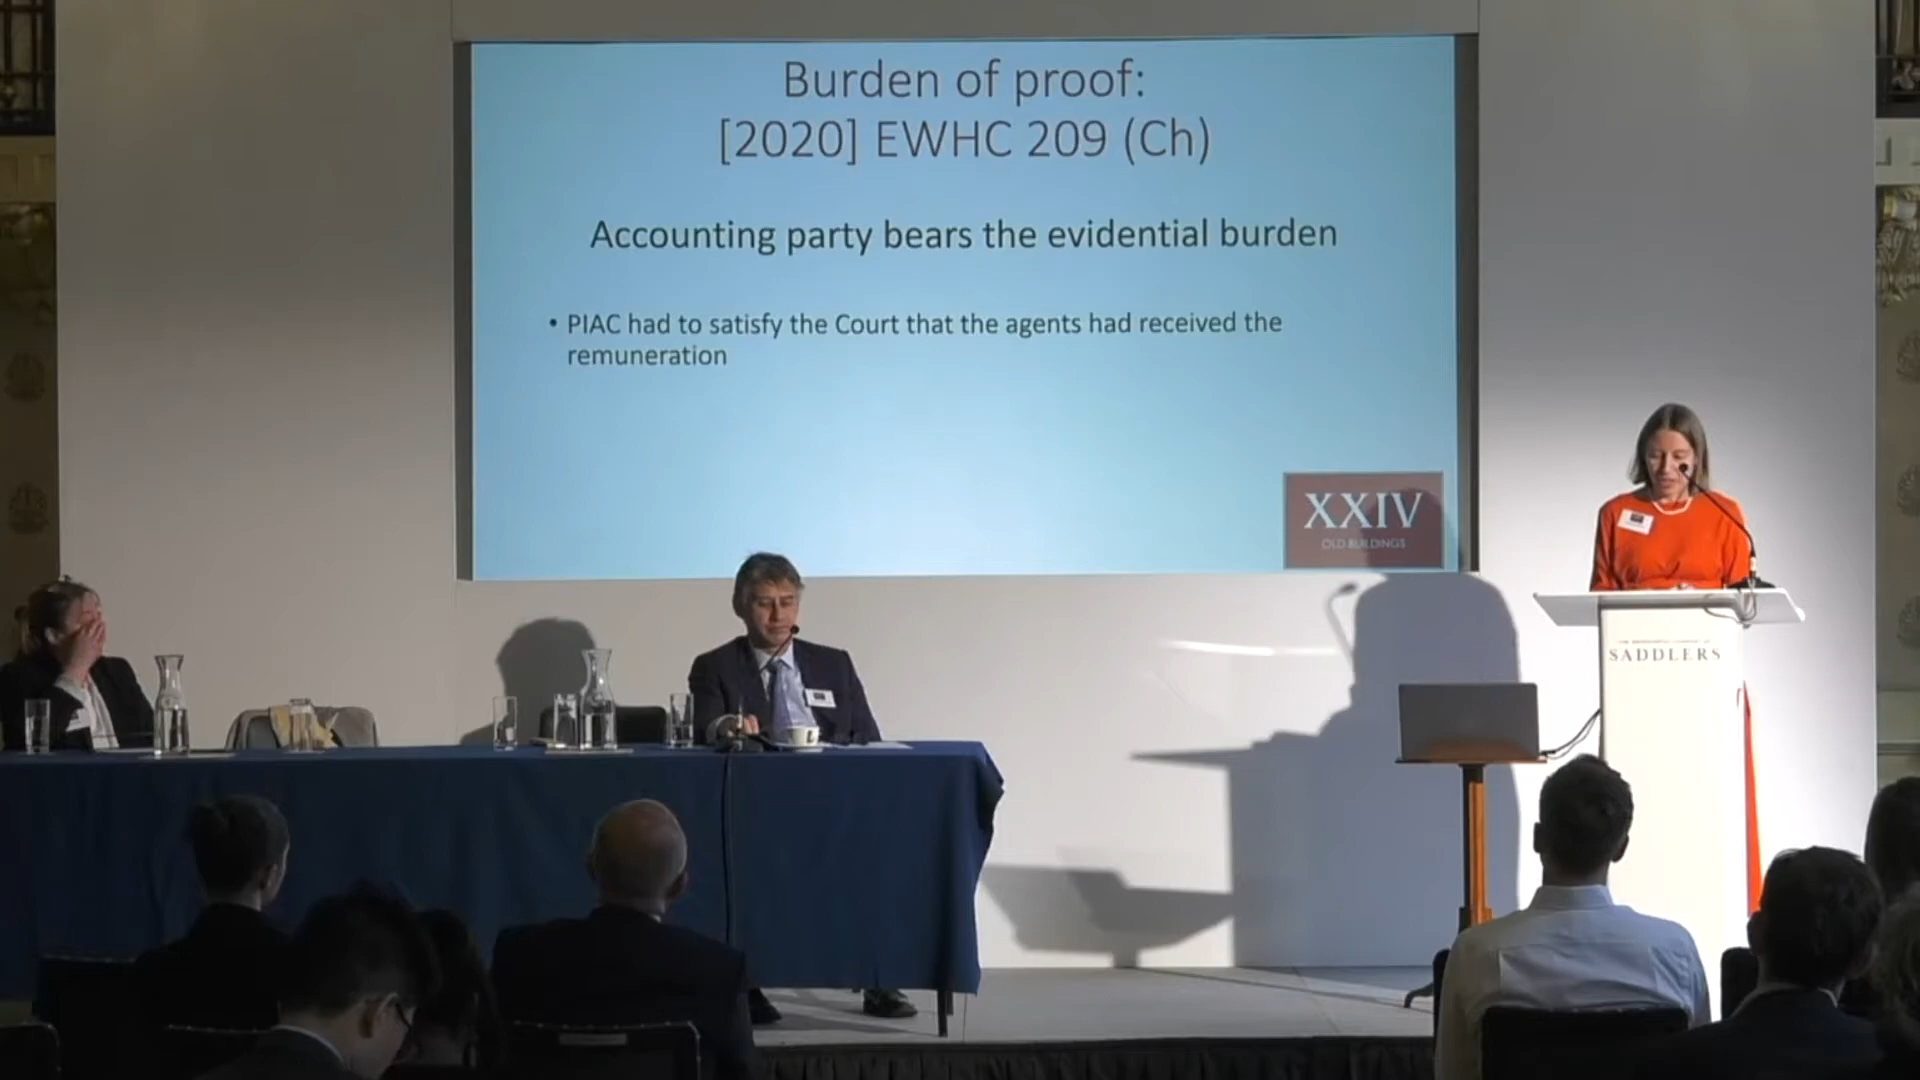 Burden of proof:
[2020] EWHC 209 (Ch)
Accounting party bears the evidential burden
• PIAC had to satisfy the Court that the agents had received the
remuneration
XXIV
OLD BUILDINGS
SADDLERS